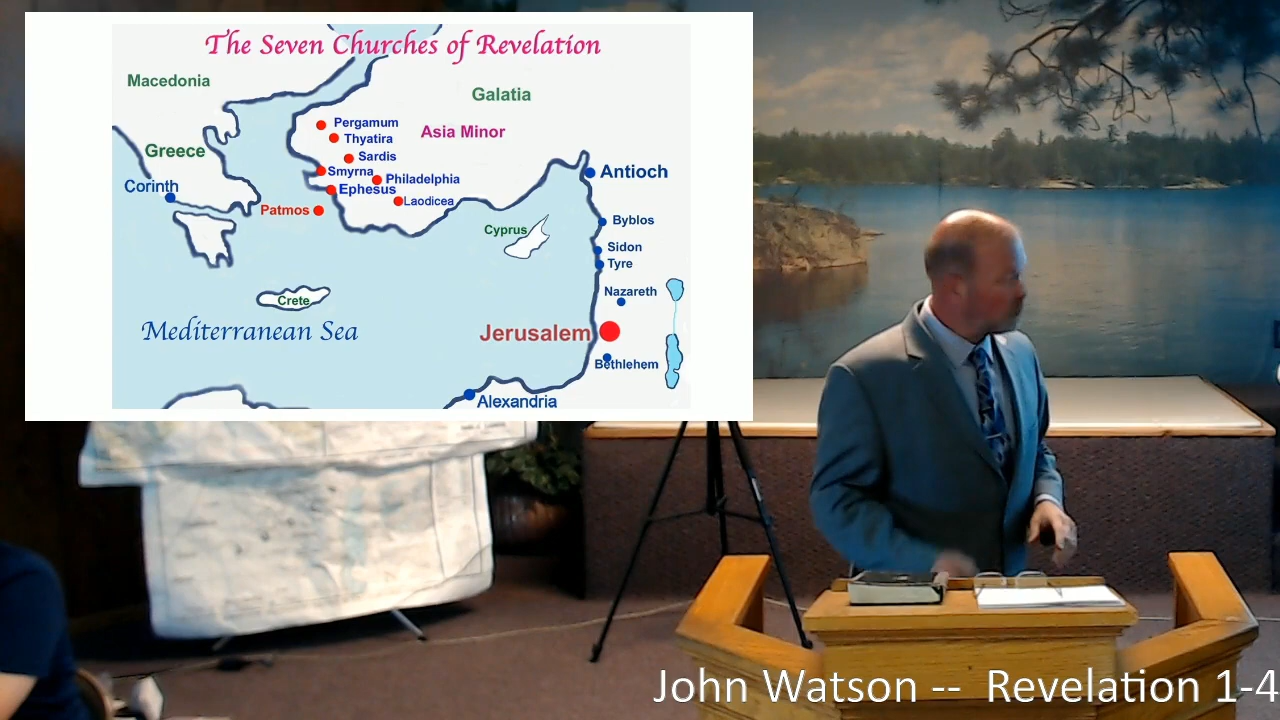 The Seven Churches of Revelation
Macedonia
Galatia
Pergamum
Asia Minor
Thyatira
Greece
Sardis
Smyrna
Antioch
Philadelphia
Corinth
Ephesus
Laodicea
Patmos
Byblos
Cyprus
Sidon
Tyre
Nazareth
Crete
Mediterranean Sea
Jerusalem
Bethlehem
Alexandria
John Watson -- Revelation 1-4